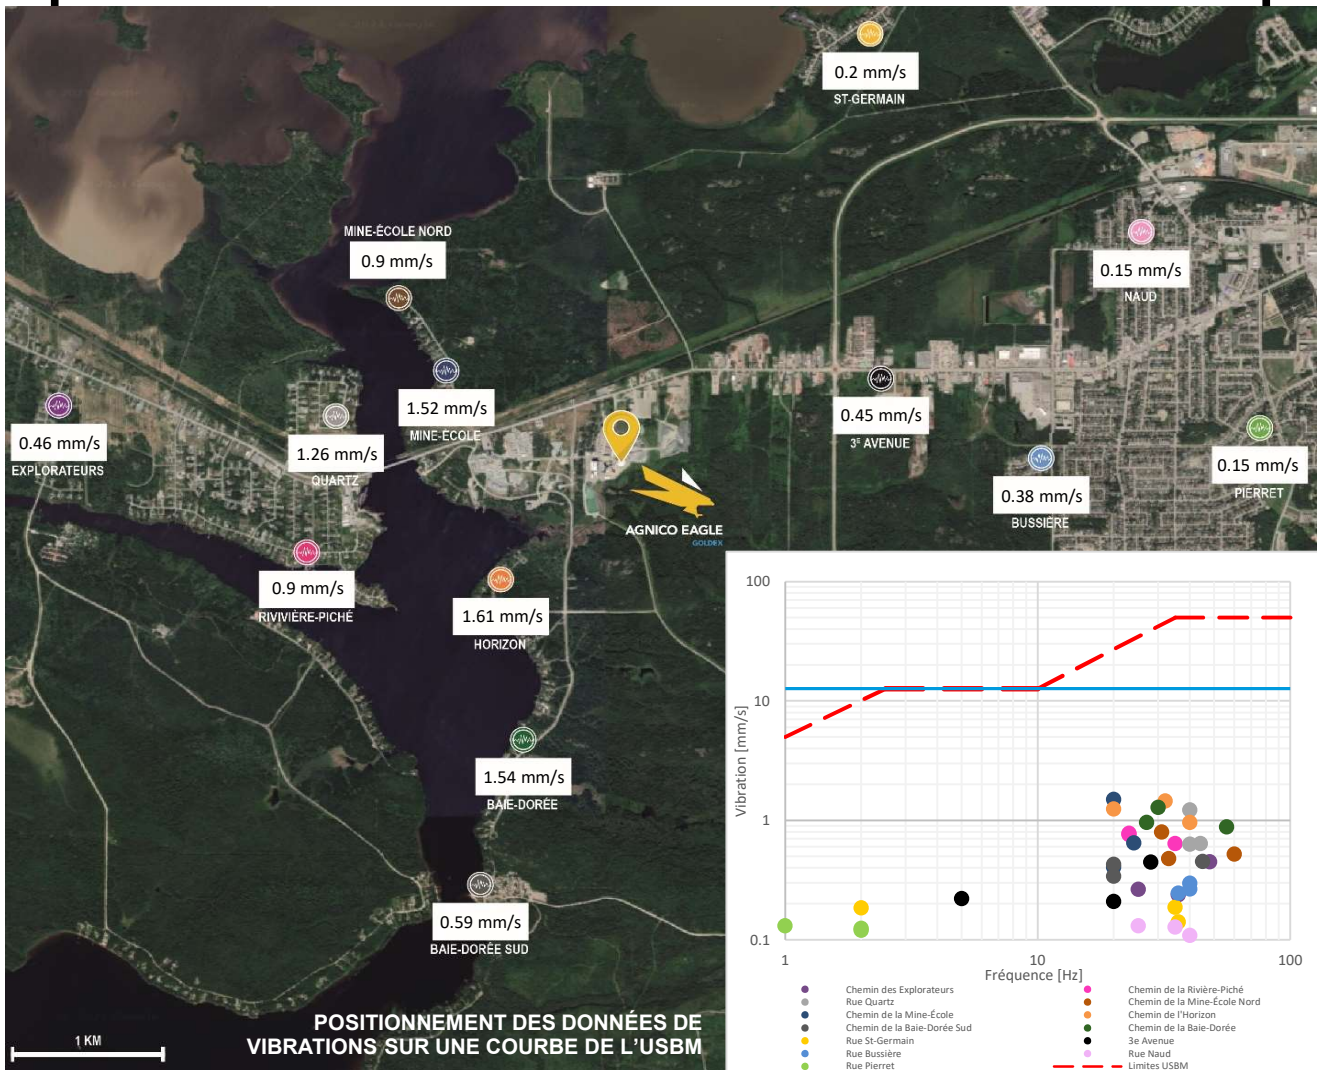 0.2 mm/s
ST-GERMAIN
MINE-ÉCOLE NORD
0.9 mm/s
0.15 mm/s
NAUD
1.52 mm/s
MINE-ÉCOLE
0.46 mm/s
EXPLORATEURS
1.26 mm/s
QUARTZ
0.45 mm/s
3E AVENUE
0.38 mm/s
BUSSIÈRE
0.15 mm/s
PIERRET
AGNICO EAGLE
GOLDEX
0.9 mm/s
RIVIVIÈRE-PICHÉ
1.61 mm/s
HORIZON
1.54 mm/s
BAIE-DORÉE
0.59 mm/s
BAIE-DORÉE SUD
POSITIONNEMENT DES DONNÉES DE
VIBRATIONS SUR UNE COURBE DE L'USBM
1 KM
100
10
1
0.1
Vibration [mm/s]
1
10
100
Fréquence [Hz]
Chemin des Explorateurs
Chemin de la Rivière-Piché
Rue Quartz
Chemin de la Mine-École Nord
Chemin de la Mine-École
Chemin de l'Horizon
Chemin de la Baie-Dorée Sud
Chemin de la Baie-Dorée
Rue St-Germain
3e Avenue
Rue Bussière
Rue Naud
Rue Pierret
Limites USBM